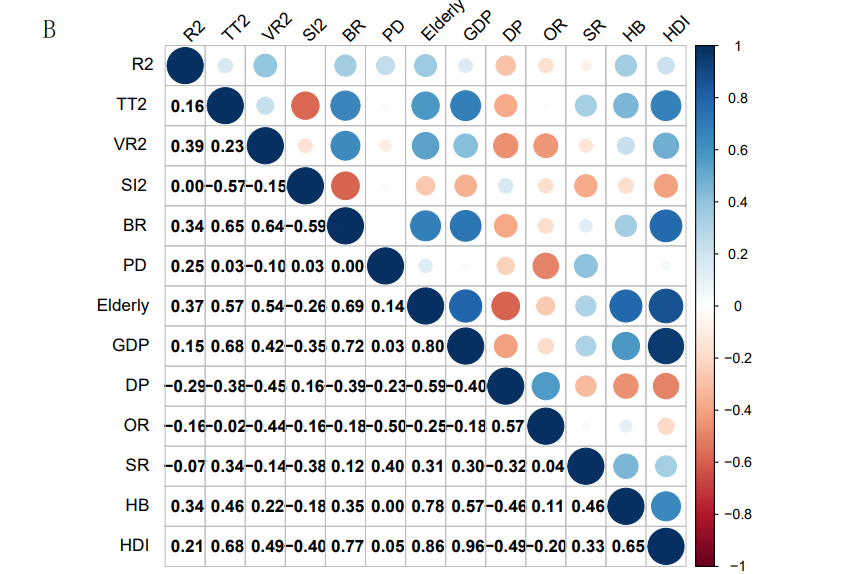 B
R2 TT2 VR2 SI2 BR PD Elderly GDP DP OR SR HB HDI
R2
TT2 0.16
VR2 0.39 0.23
SI2 0.00 −0.57 −0.15
BR 0.34 0.65 0.64 −0.59
PD 0.25 0.03 −0.10 0.03 0.00
Elderly 0.37 0.57 0.54 −0.26 0.69 0.14
GDP 0.15 0.68 0.42 −0.35 0.72 0.03 0.80
DP −0.29 −0.38 −0.45 0.16 −0.39 −0.23 −0.59 −0.40
OR −0.16 −0.02 −0.44 −0.16 −0.18 −0.50 −0.25 −0.18 0.57
SR −0.07 0.34 −0.14 −0.38 0.12 0.40 0.31 0.30 −0.32 0.04
HB 0.34 0.46 0.22 −0.18 0.35 0.00 0.78 0.57 −0.46 0.11 0.46
HDI 0.21 0.68 0.49 −0.40 0.77 0.05 0.86 0.96 −0.49 −0.20 0.33 0.65
1
0.8
0.6
0.4
0.2
0
−0.2
−0.4
−0.6
−0.8
−1